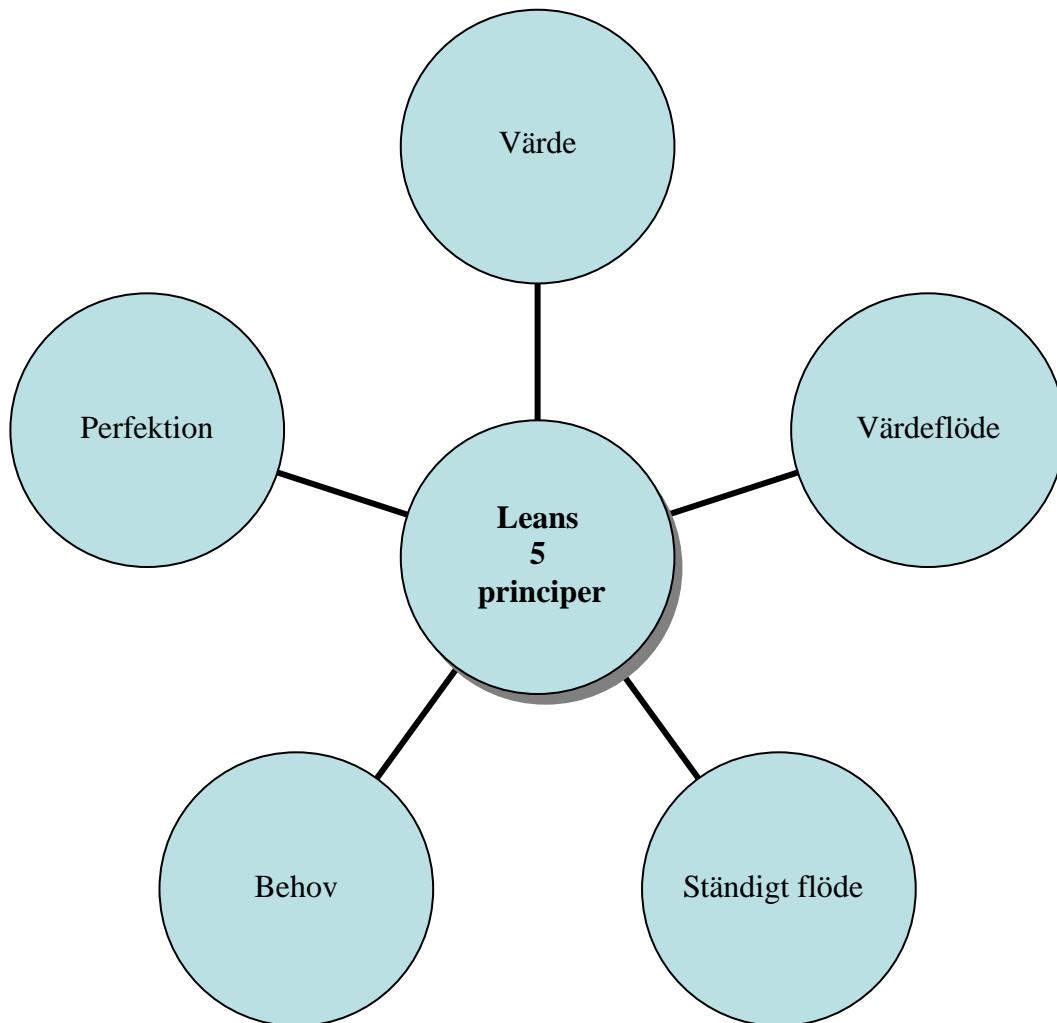 Värde
Perfektion
Värdeflöde
Leans
5
principer
Behov
Ständigt flöde